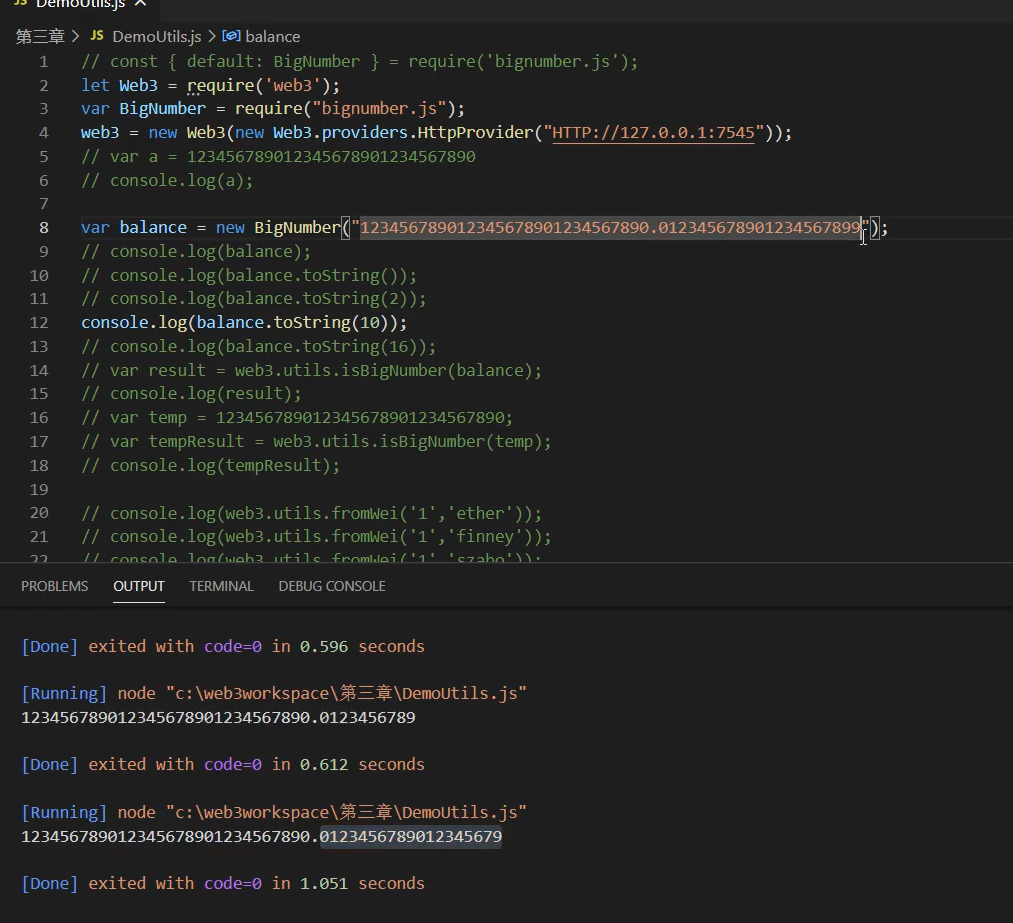 JS DemoUtils.js ×
第三章 > JS DemoUtils.js > balance
1 // const { default: BigNumber } = require('bignumber.js');
2 let Web3 = require('web3');
3 var BigNumber = require("bignumber.js");
4 web3 = new Web3(new Web3.providers.HttpProvider("HTTP://127.0.0.1:7545"));
5 // var a = 123456789012345678901234567890
6 // console.log(a);
7
8 var balance = new BigNumber("123456789012345678901234567890.012345678901234567899");
9 // console.log(balance);
10 // console.log(balance.toString());
11 // console.log(balance.toString(2));
12 console.log(balance.toString(10));
13 // console.log(balance.toString(16));
14 // var result = web3.utils.isBigNumber(balance);
15 // console.log(result);
16 // var temp = 123456789012345678901234567890;
17 // var tempResult = web3.utils.isBigNumber(temp);
18 // console.log(tempResult);
19
20 // console.log(web3.utils.fromWei('1','ether'));
21 // console.log(web3.utils.fromWei('1','finney'));
22 // console.log(web3.utils.fromWei('1','szabo'));
PROBLEMS OUTPUT TERMINAL DEBUG CONSOLE
[Done] exited with code=0 in 0.596 seconds
[Running] node "c:\web3workspace\第三章\DemoUtils.js"
123456789012345678901234567890.0123456789
[Done] exited with code=0 in 0.612 seconds
[Running] node "c:\web3workspace\第三章\DemoUtils.js"
123456789012345678901234567890.0123456789012345679
[Done] exited with code=0 in 1.051 seconds